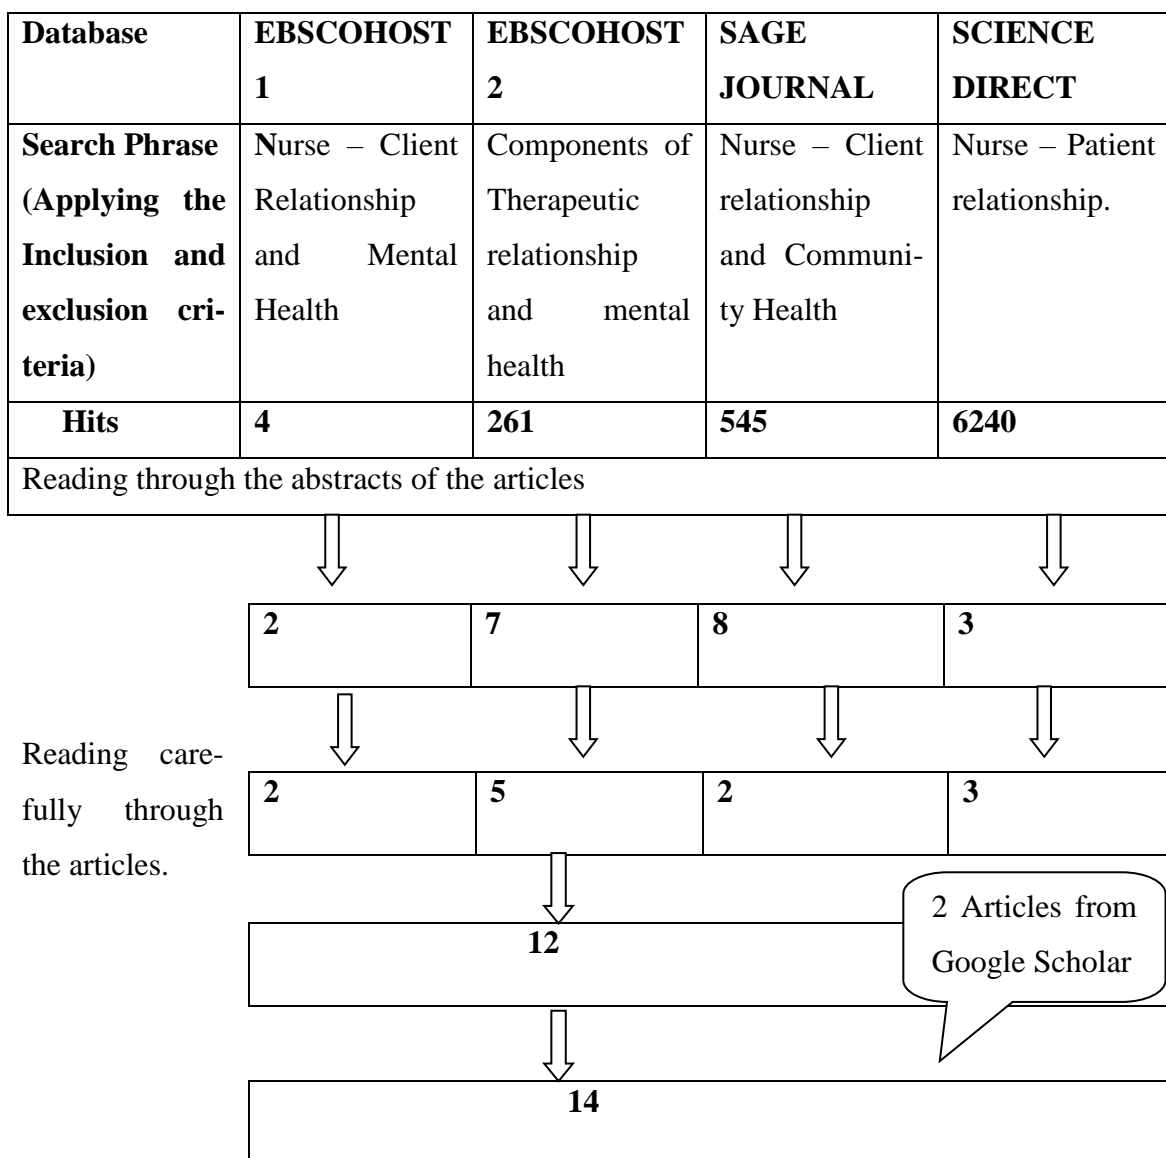 Database EBSCOHOST EBSCOHOST SAGE SCIENCE
1 2 JOURNAL DIRECT
Search Phrase Nurse – Client Components of Nurse – Client Nurse – Patient
(Applying the Relationship Therapeutic relationship relationship.
Inclusion and and Mental relationship and Communi-
exclusion cri- Health and mental ty Health
teria) health
Hits 4 261 545 6240
Reading through the abstracts of the articles
2 7 8 3
Reading care-
fully through
the articles.
2 5 2 3
12
2 Articles from
Google Scholar
14